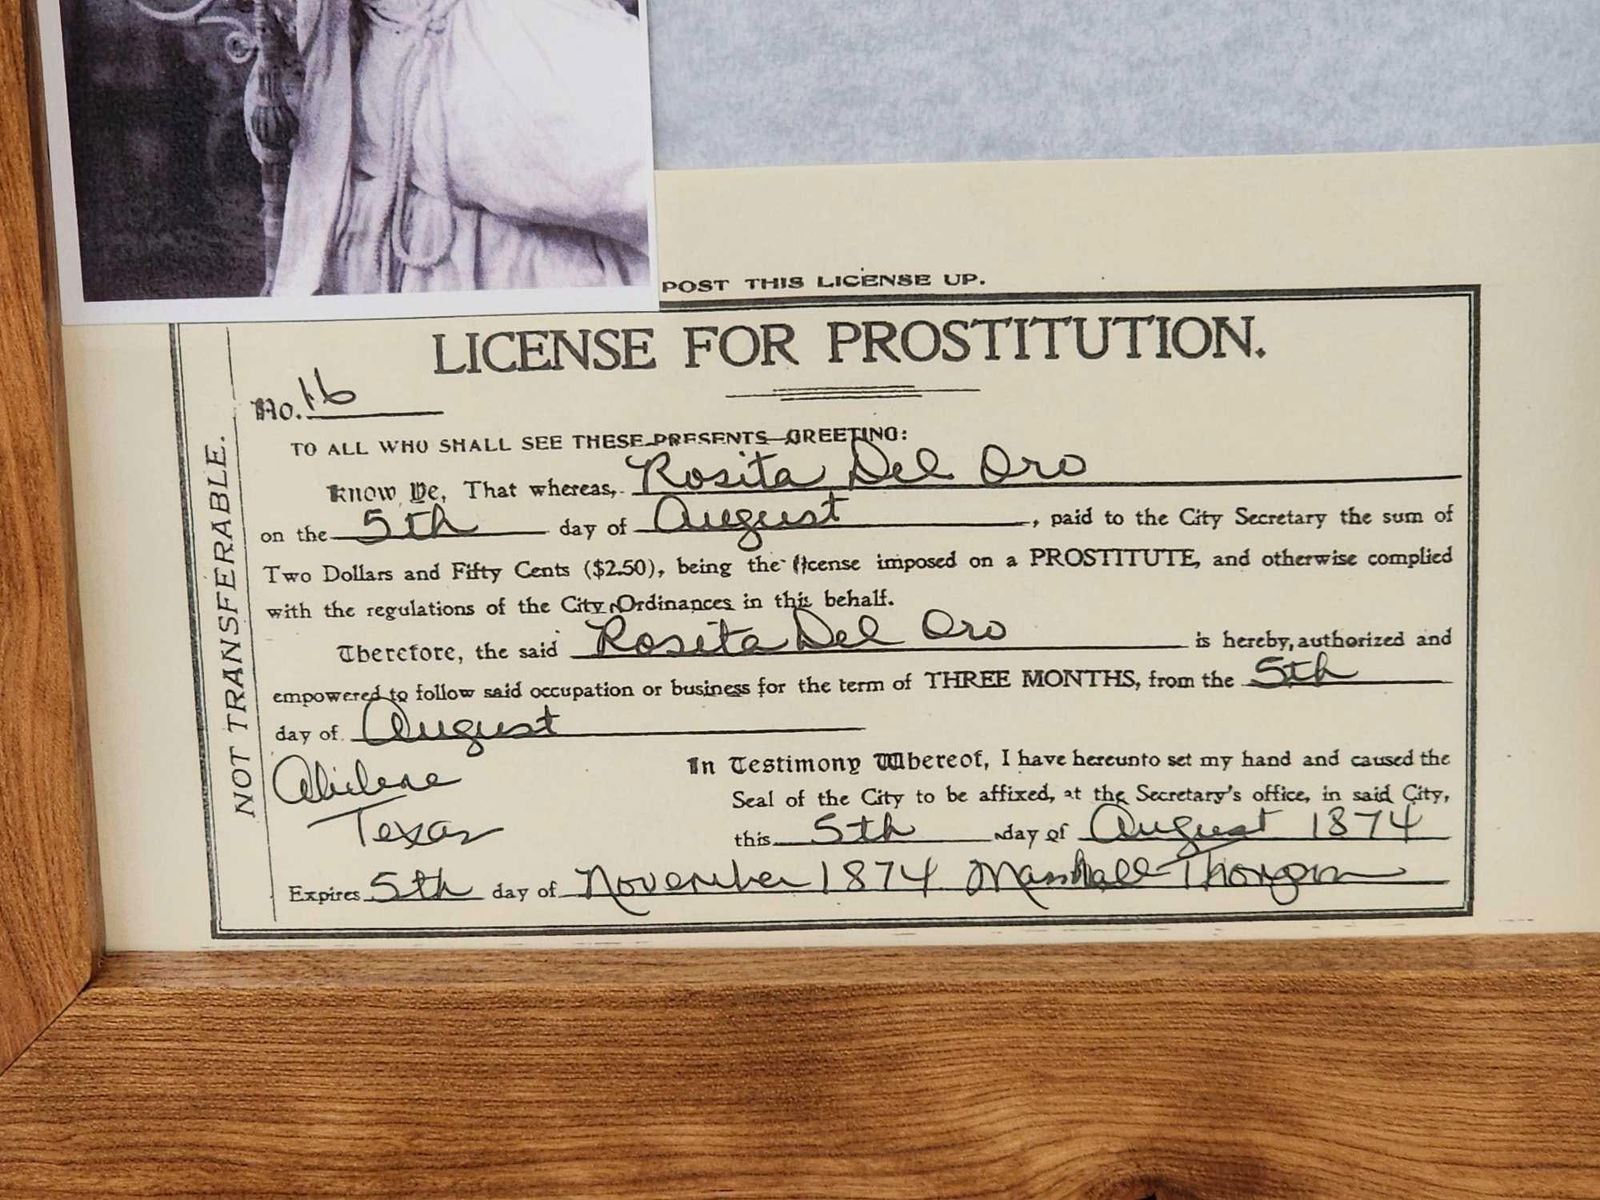 POST THIS LICENSE UP.
LICENSE FOR PROSTITUTION.
No. 16
TO ALL WHO SHALL SEE THESE PRESENTS GREETING:
Know Ye, That whereas, Rosita Del Oro
on the 5th day of August, paid to the City Secretary the sum of
Two Dollars and Fifty Cents ($2.50), being the license imposed on a PROSTITUTE, and otherwise complied
with the regulations of the City Ordinances in this behalf.
Therefore, the said Rosita Del Oro is hereby, authorized and
empowered to follow said occupation or business for the term of THREE MONTHS, from the 5th
day of August
Abilene
Texas
In Testimony Whereof, I have hereunto set my hand and caused the
Seal of the City to be affixed, at the Secretary's office, in said City,
this 5th day of August 1874
Expires 5th day of November 1874 Marshall
NOT TRANSFERABLE.